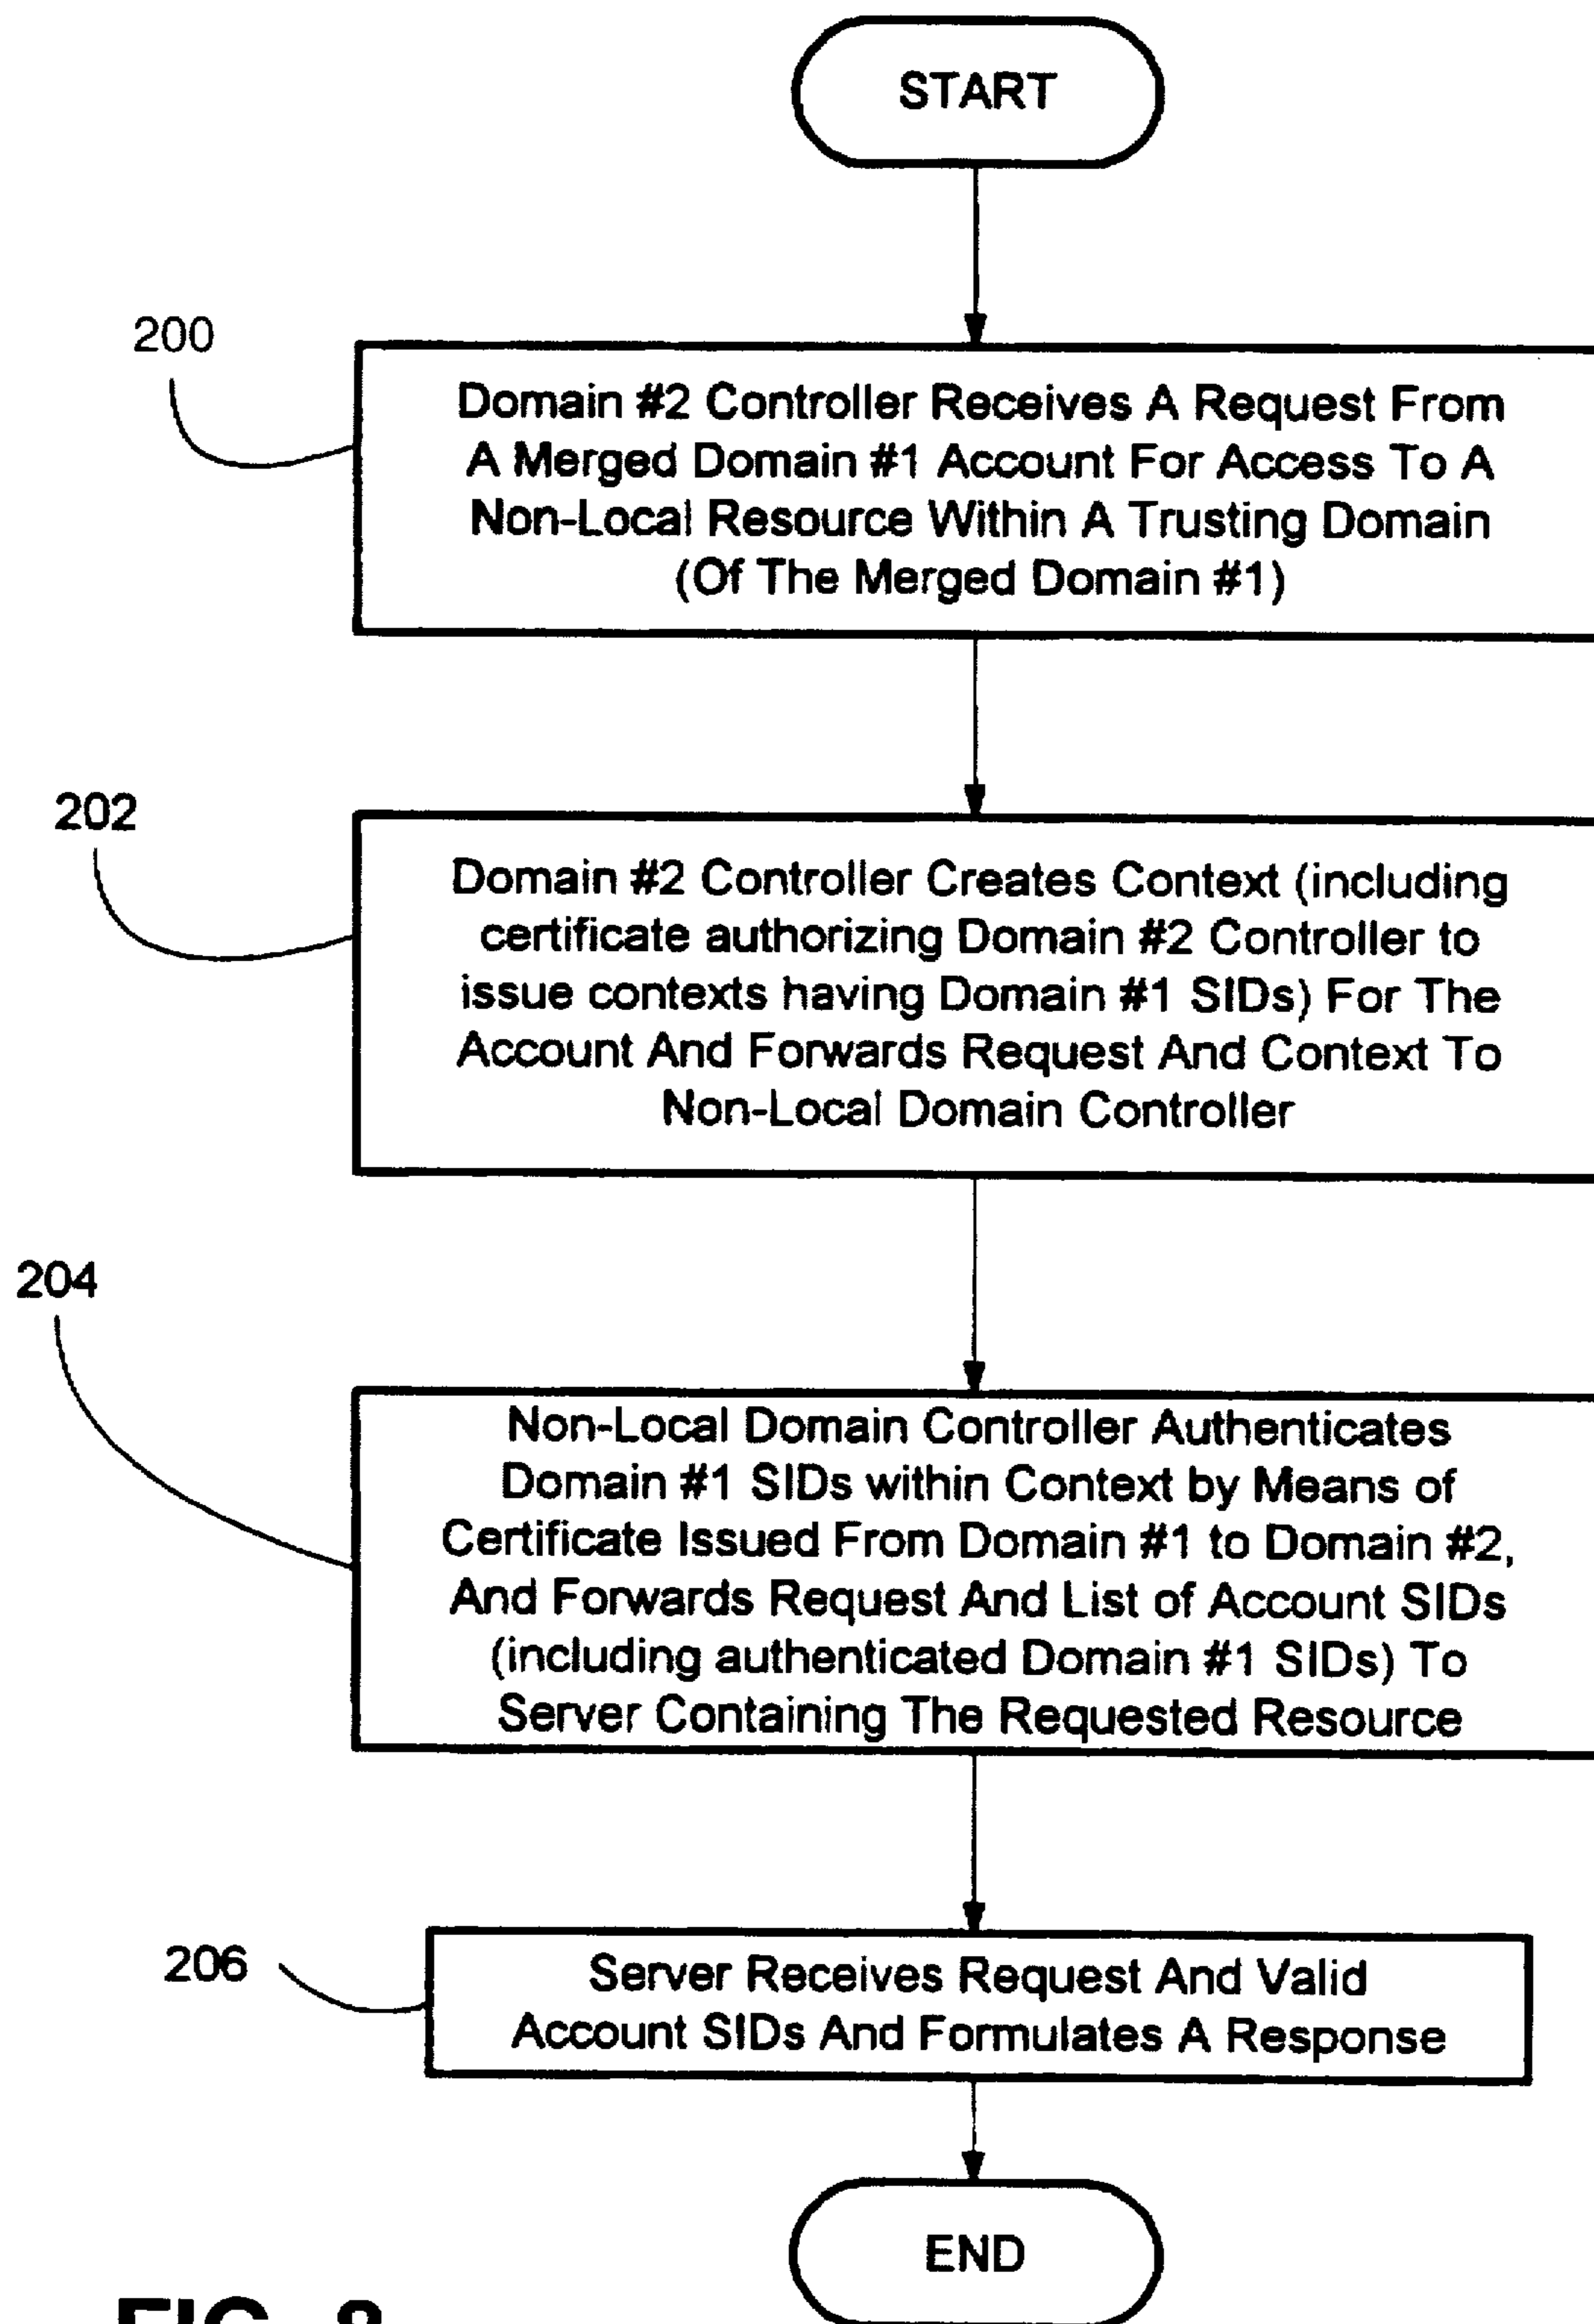 START
200
Domain #2 Controller Receives A Request From
A Merged Domain #1 Account For Access To A
Non-Local Resource Within A Trusting Domain
(Of The Merged Domain #1)
202
Domain #2 Controller Creates Context (including
certificate authorizing Domain #2 Controller to
issue contexts having Domain #1 SIDs) For The
Account And Forwards Request And Context To
Non-Local Domain Controller
204
Non-Local Domain Controller Authenticates
Domain #1 SIDs within Context by Means of
Certificate Issued From Domain #1 to Domain #2,
And Forwards Request And List of Account SIDs
(including authenticated Domain #1 SIDs) To
Server Containing The Requested Resource
206
Server Receives Request And Valid
Account SIDs And Formulates A Response
END
FIG. 8